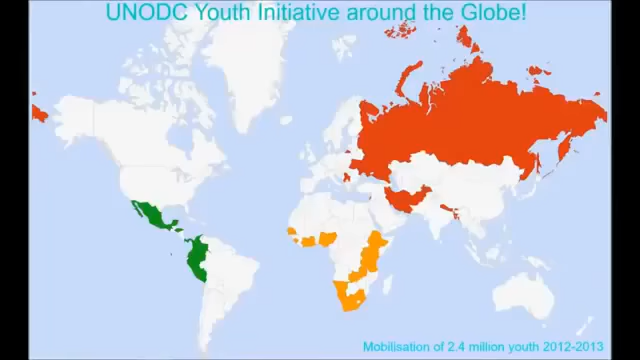 UNODC Youth Initiative around the Globe!
Mobilisation of 2.4 million youth 2012-2013